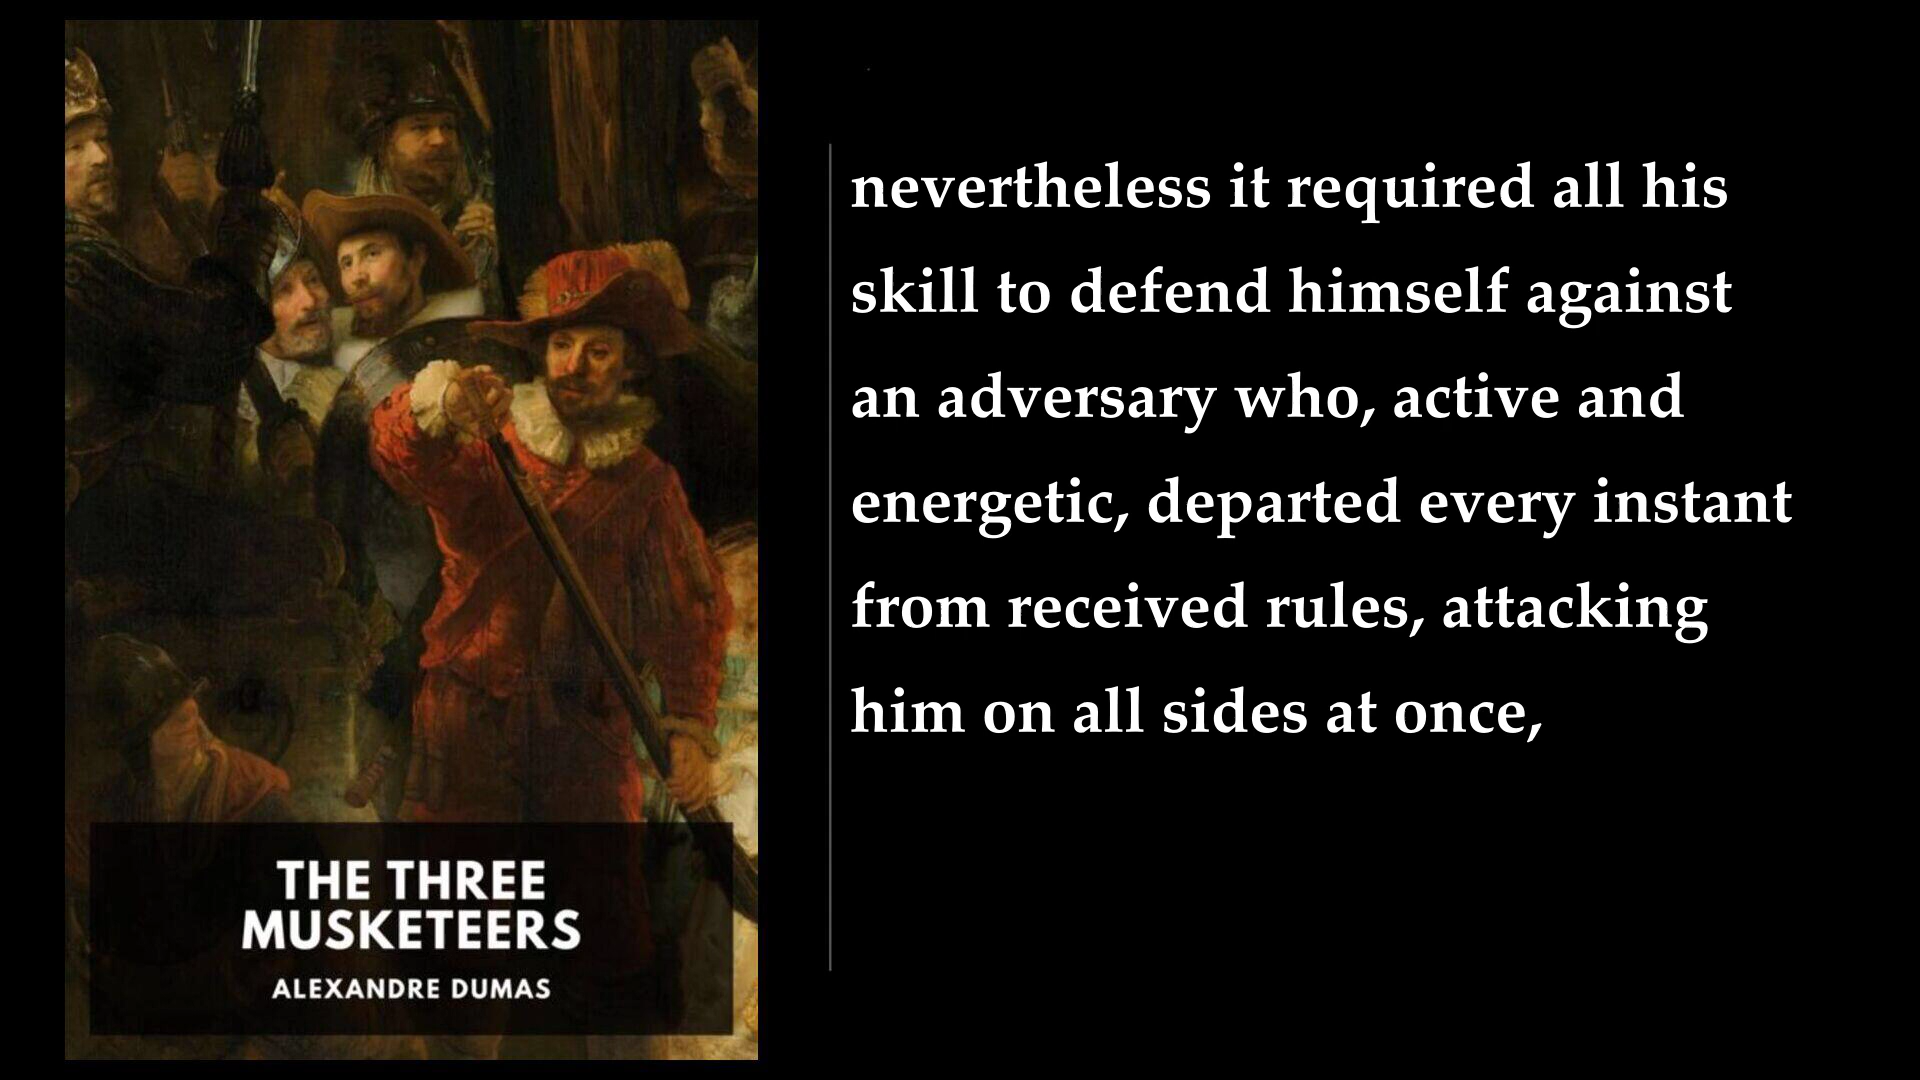 THE THREE
MUSKETEERS
ALEXANDRE DUMAS
nevertheless it required all his
skill to defend himself against
an adversary who, active and
energetic, departed every instant
from received rules, attacking
him on all sides at once,